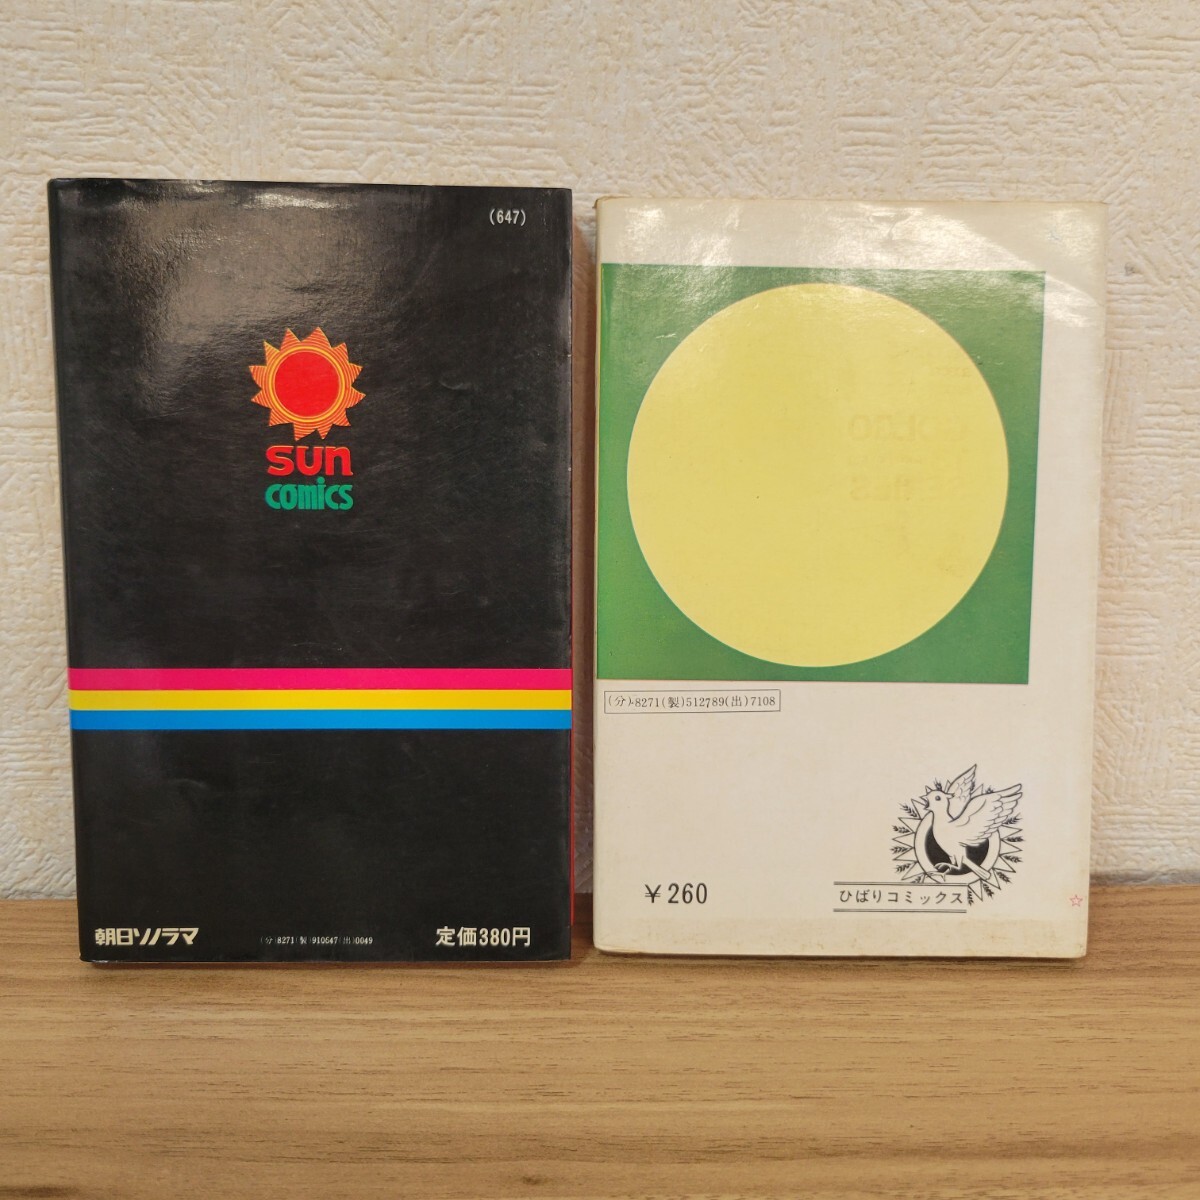 (647)
sun
comics
朝日ソノラマ
(分)8271(製)910647(出)0049
定価380円
(分)-8271(製)512789(出)7108
¥260
ひばりコミックス